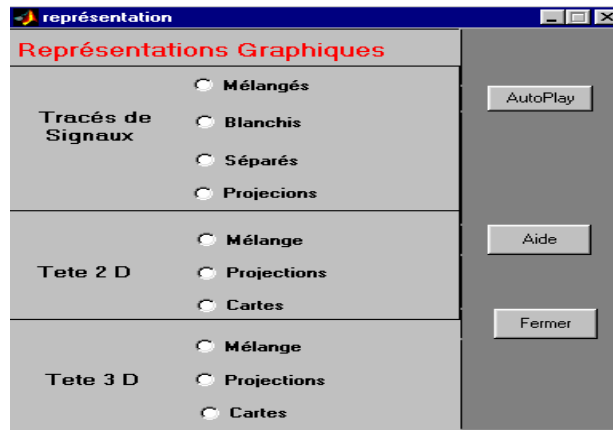 représentation
Représentations Graphiques
Tracés de
Signaux
Mélangés
Blanchis
Séparés
Projecions
Tete 2 D
Mélange
Projections
Cartes
Tete 3 D
Mélange
Projections
Cartes
AutoPlay
Aide
Fermer